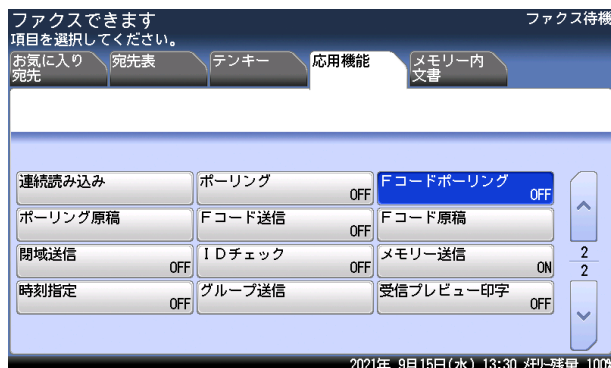 ファクスできます
ファクス待機
項目を選択してください。
お気に入り
宛先
宛先表
テンキー
応用機能
メモリー内
文書
連続読み込み
ポーリング
OFF
Fコードポーリング
OFF
ポーリング原稿
Fコード送信
OFF
Fコード原稿
閉域送信
OFF
IDチェック
OFF
メモリー送信
ON
時刻指定
OFF
グループ送信
受信プレビュー印字
OFF
2
2
2021年 9月15日(水) 13:30 メモリー残量 100%